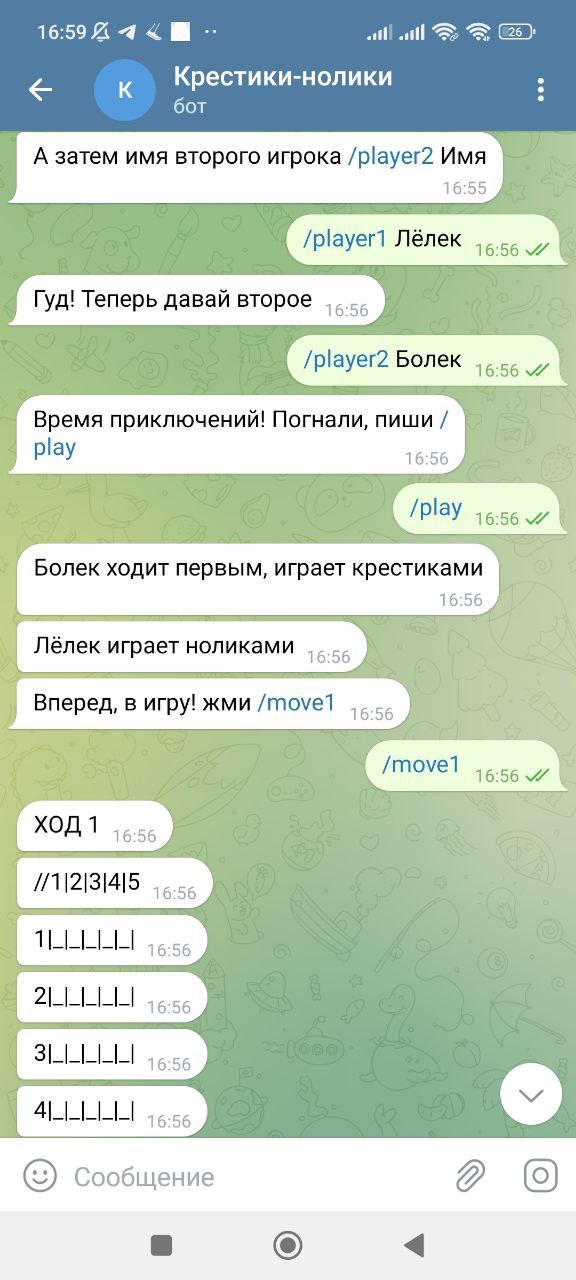 16:59
26
К
Крестики-нолики
бот
А затем имя второго игрока /player2 Имя
16:55
/player1 Лёлек 16:56
Гуд! Теперь давай второе 16:56
/player2 Болек 16:56
Время приключений! Погнали, пиши /
play
16:56
/play 16:56
Болек ходит первым, играет крестиками
16:56
Лёлек играет ноликами 16:56
Вперед, в игру! жми /move1 16:56
/move1 16:56
ХОД 1 16:56
//1|2|3|4|5 16:56
1|_|_|_|_|_| 16:56
2|_|_|_|_|_| 16:56
3|_|_|_|_|_| 16:56
4|_|_|_|_|_| 16:56
Сообщение